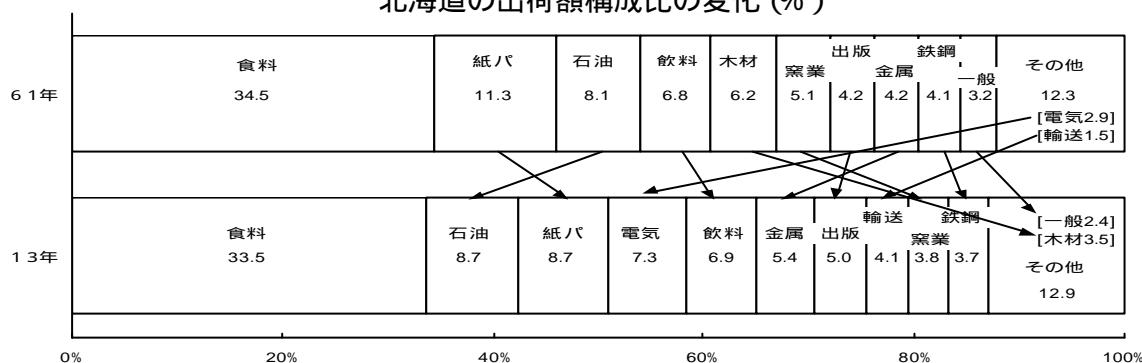 北海道の出荷額構成比の変化 (%)
61年
食料 紙パ 石油 飲料 木材 窯業 出版 金属 鉄鋼 一般 その他
34.5 11.3 8.1 6.8 6.2 5.1 4.2 4.2 4.1 3.2 12.3
[電気2.9]
[輸送1.5]
13年
食料 石油 紙パ 電気 飲料 金属 出版 輸送 窯業 鉄鋼
33.5 8.7 8.7 7.3 6.9 5.4 5.0 4.1 3.8 3.7
[一般2.4]
[木材3.5]
その他
12.9
0% 20% 40% 60% 80% 100%